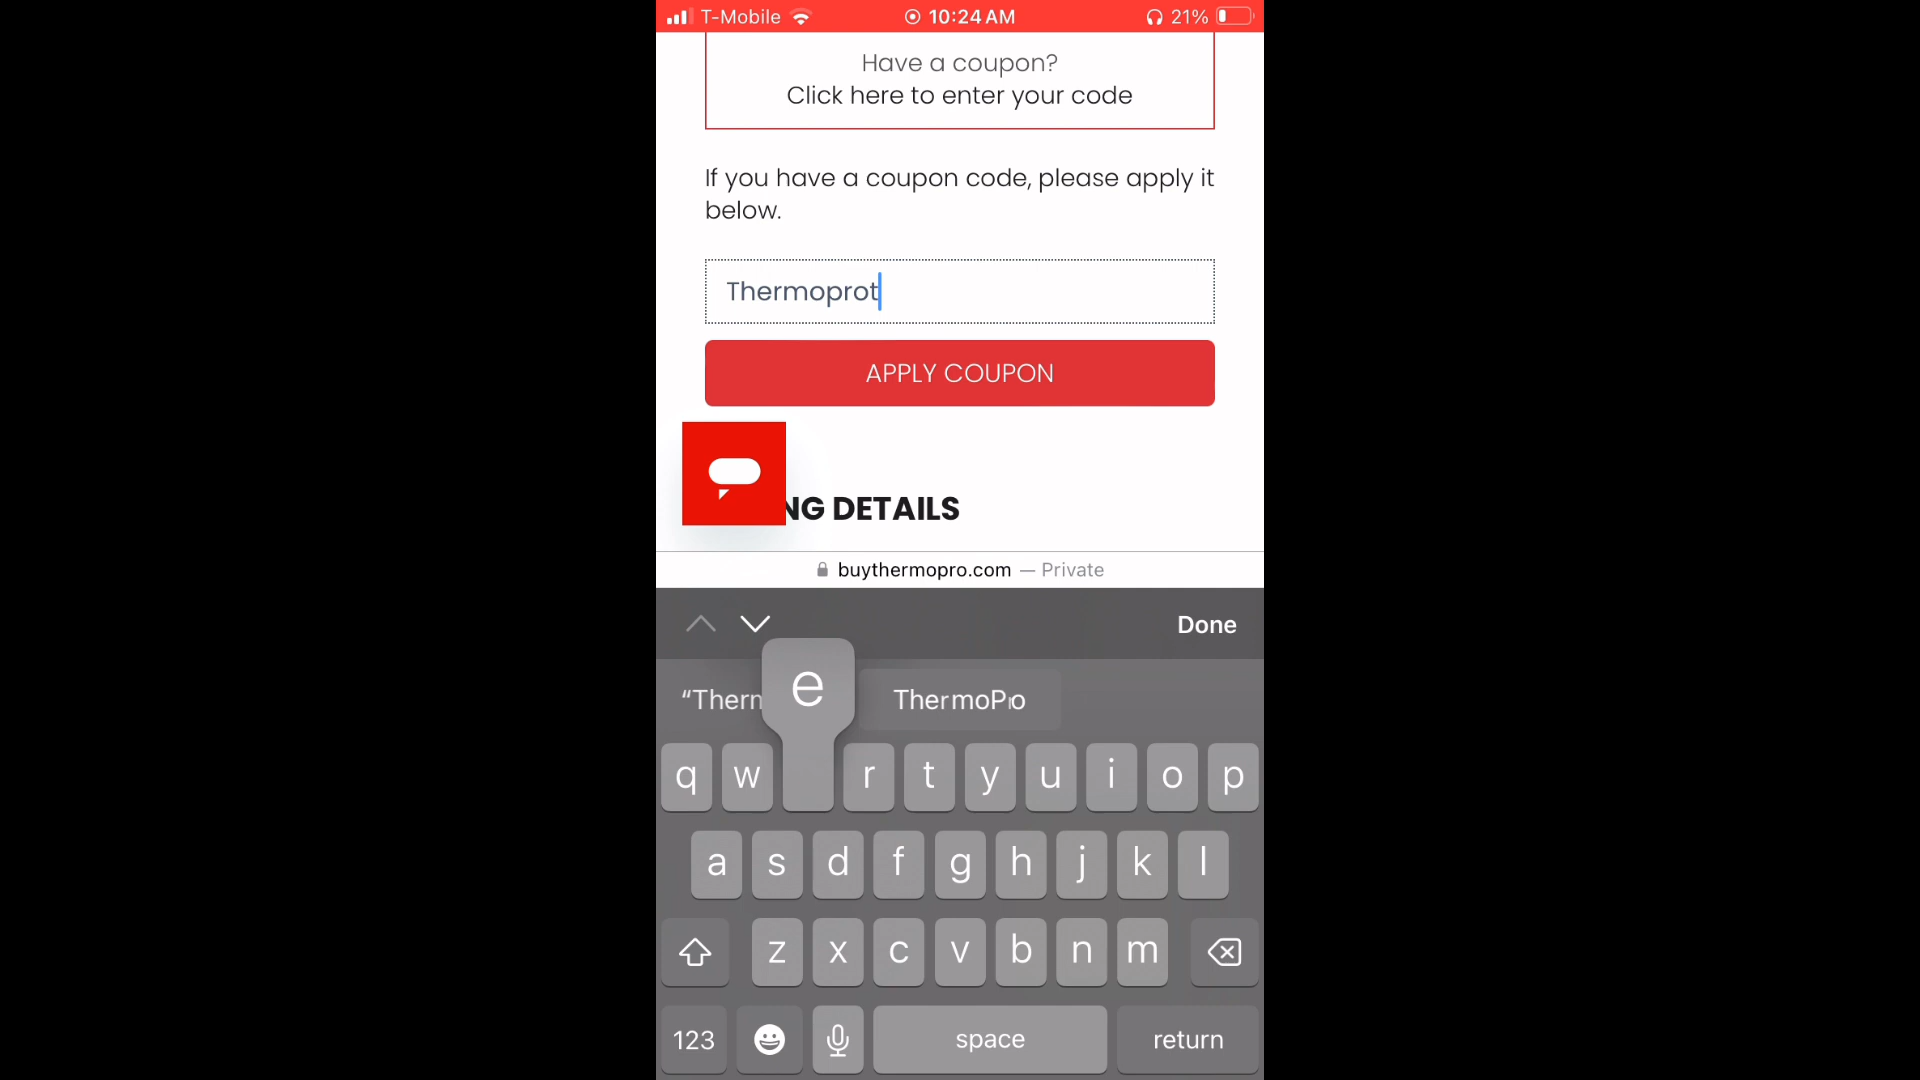 T-Mobile 10:24 AM 21%
Have a coupon?
Click here to enter your code
If you have a coupon code, please apply it
below.
Thermoprot
APPLY COUPON
NG DETAILS
buythermopro.com — Private
Done
“Therm ThermoPro
e
q w r t y u i o p
a s d f g h j k l
z x c v b n m
123 space return